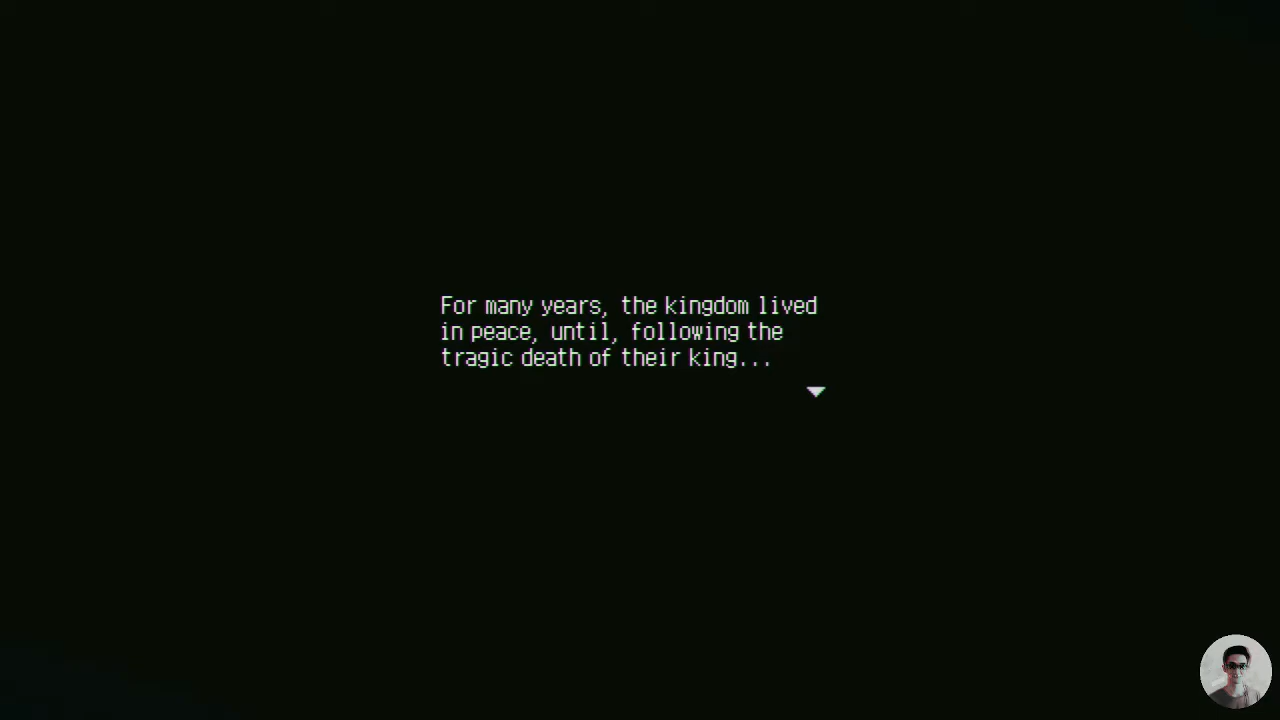 For many years, the kingdom lived
in peace, until, following the
tragic death of their king...